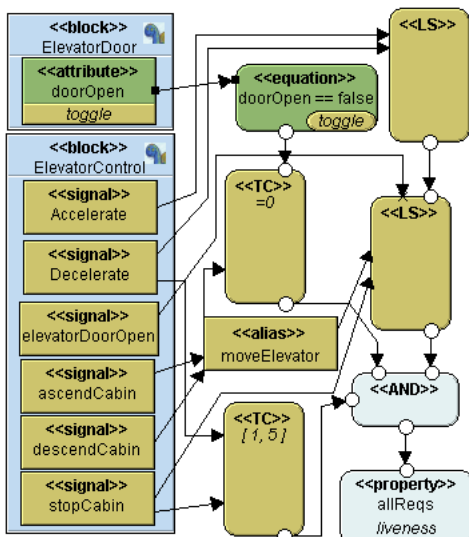 <<block>>
ElevatorDoor
<<attribute>>
doorOpen
toggle
<<equation>>
doorOpen == false
toggle
<<LS>>
<<block>>
ElevatorControl
<<signal>>
Accelerate
<<signal>>
Decelerate
<<signal>>
elevatorDoorOpen
<<signal>>
ascendCabin
<<signal>>
descendCabin
<<signal>>
stopCabin
<<TC>>
=0
<<LS>>
<<alias>>
moveElevator
<<TC>>
[1,5]
<<AND>>
<<property>>
allReqs
liveness